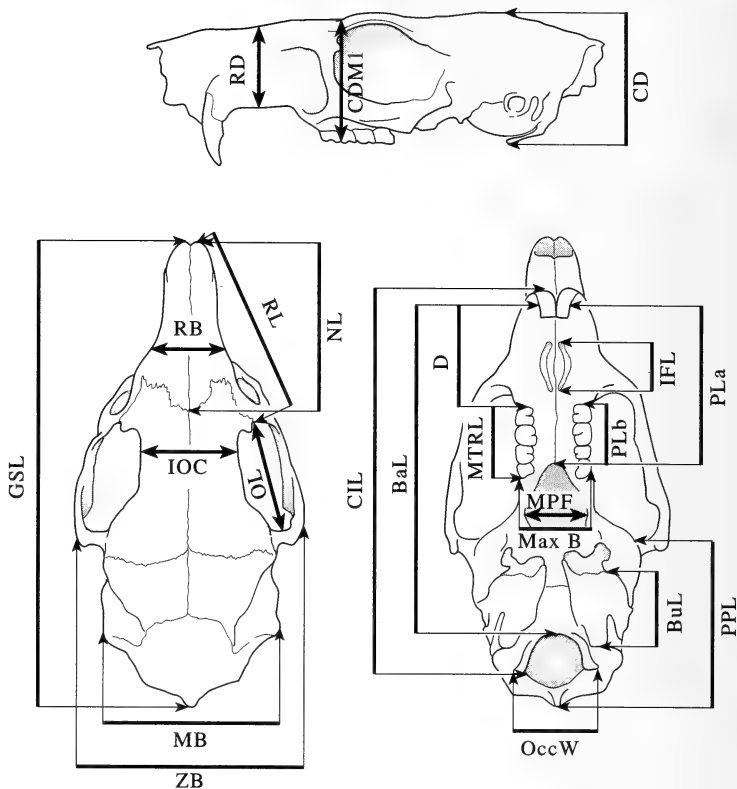 RD
CDM1
CD
GSL
RB
RL
NL
IOC
OL
MB
ZB
D
MTRL
BaL
CIL
IFL
PLa
PLb
MPF
Max B
BuL
PPL
OccW